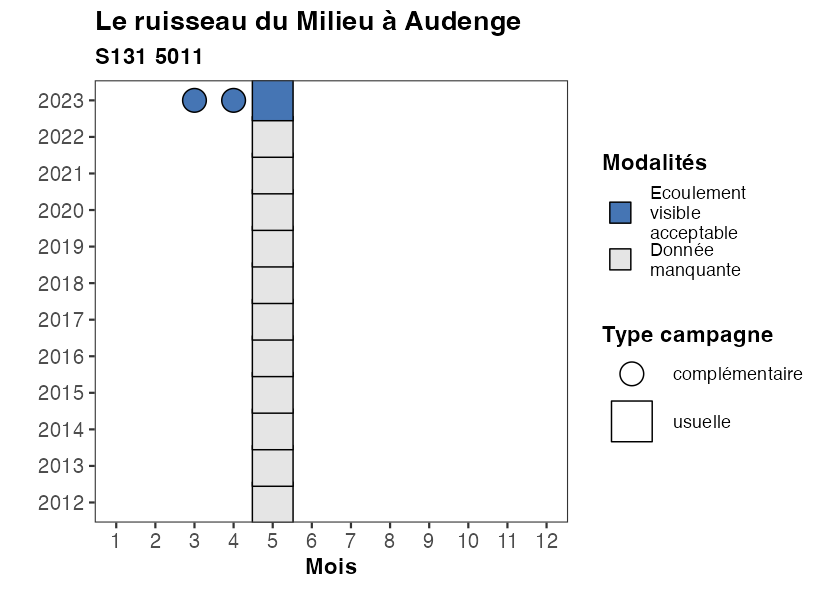 Le ruisseau du Milieu à Audenge
S131 5011
2023
2022
2021
2020
2019
2018
2017
2016
2015
2014
2013
2012
1 2 3 4 5 6 7 8 9 10 11 12
Mois
Modalités
Ecoulement
visible
acceptable
Donnée
manquante
Type campagne
complémentaire
usuelle